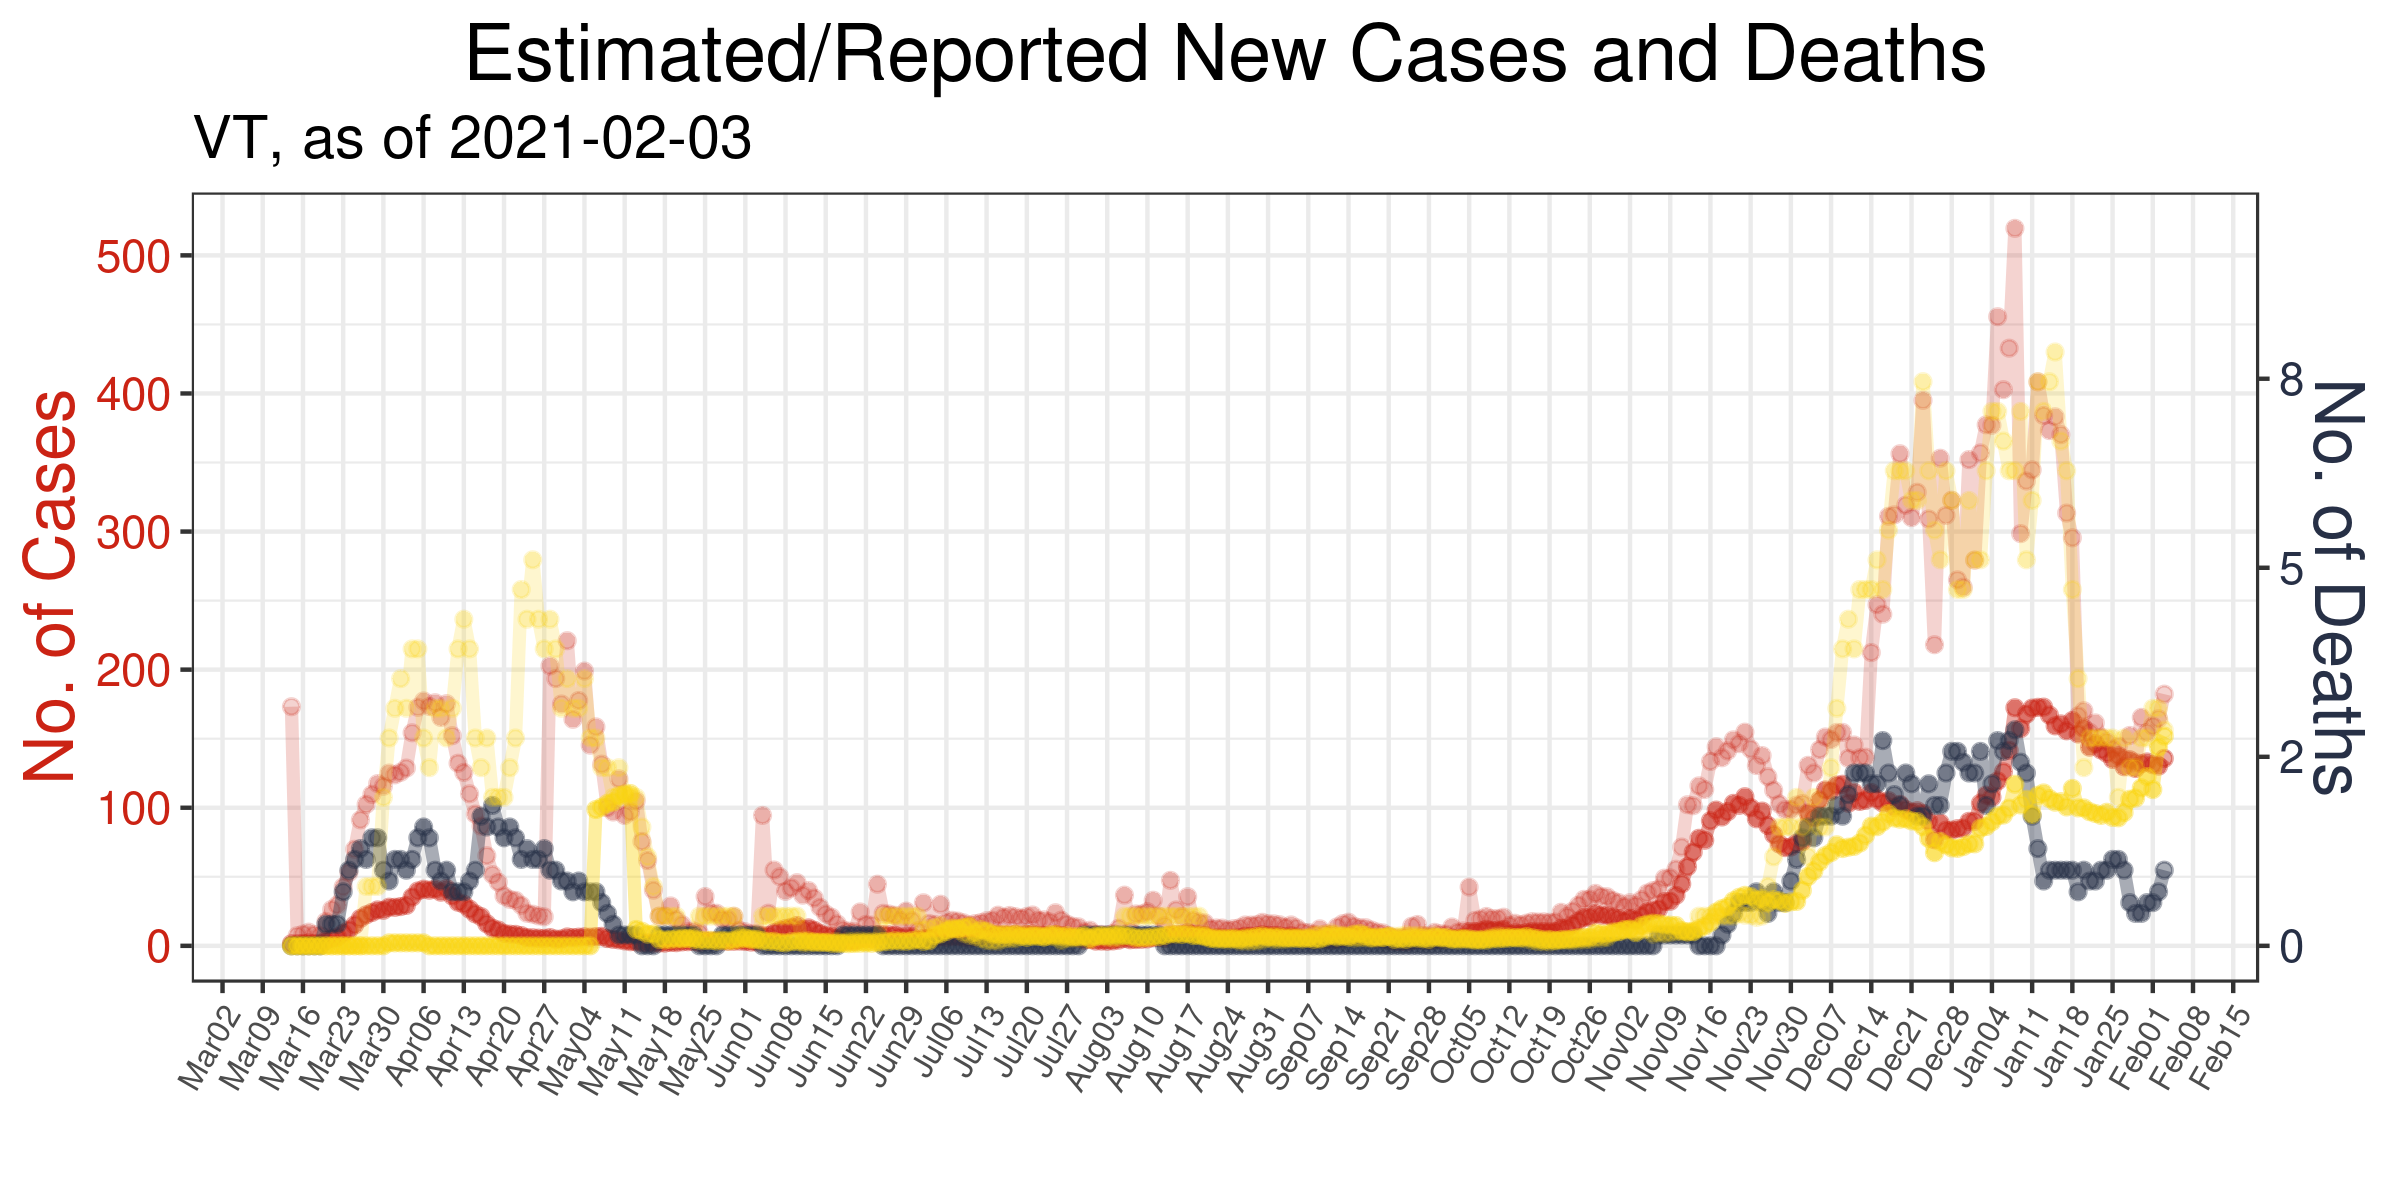 Estimated/Reported New Cases and Deaths
VT, as of 2021-02-03
No. of Cases
500
400
300
200
100
0
8
5
2
0
No. of Deaths
Mar02 Mar09 Mar16 Mar23 Mar30 Apr06 Apr13 Apr20 Apr27 May04 May11 May18 May25 Jun01 Jun08 Jun15 Jun22 Jun29 Jul06 Jul13 Jul20 Jul27 Aug03 Aug10 Aug17 Aug24 Aug31 Sep07 Sep14 Sep21 Sep28 Oct05 Oct12 Oct19 Oct26 Nov02 Nov09 Nov16 Nov23 Nov30 Dec07 Dec14 Dec21 Dec28 Jan04 Jan11 Jan18 Jan25 Feb01 Feb08 Feb15